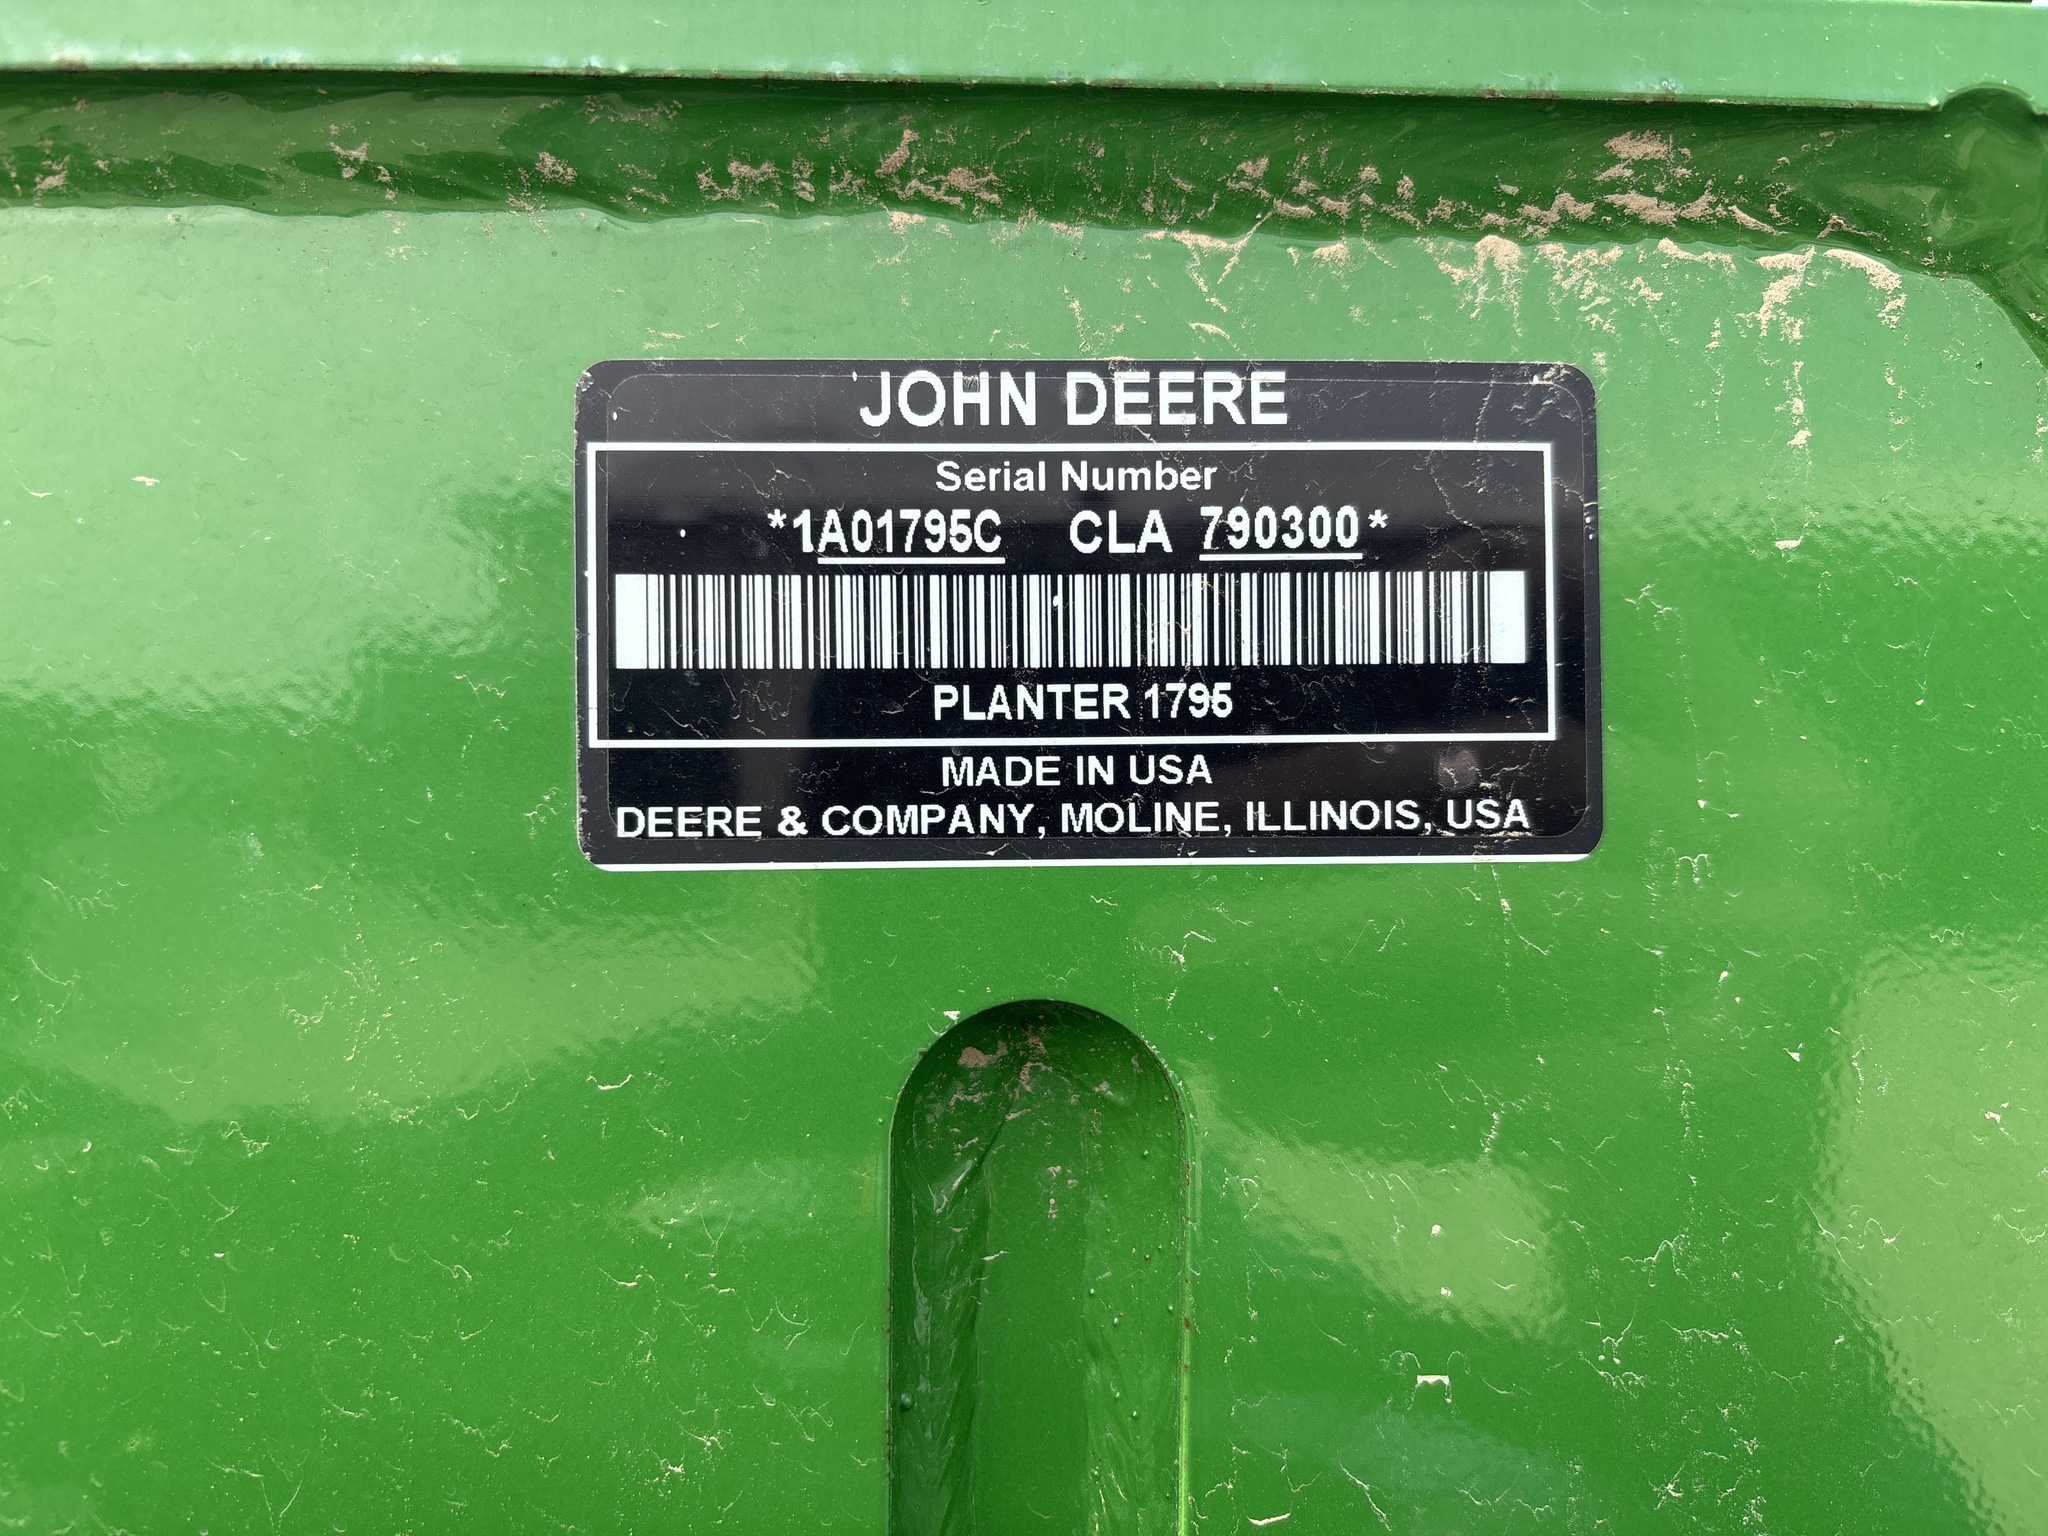 JOHN DEERE
Serial Number
*1A01795C CLA 790300*
PLANTER 1795
MADE IN USA
DEERE & COMPANY, MOLINE, ILLINOIS, USA